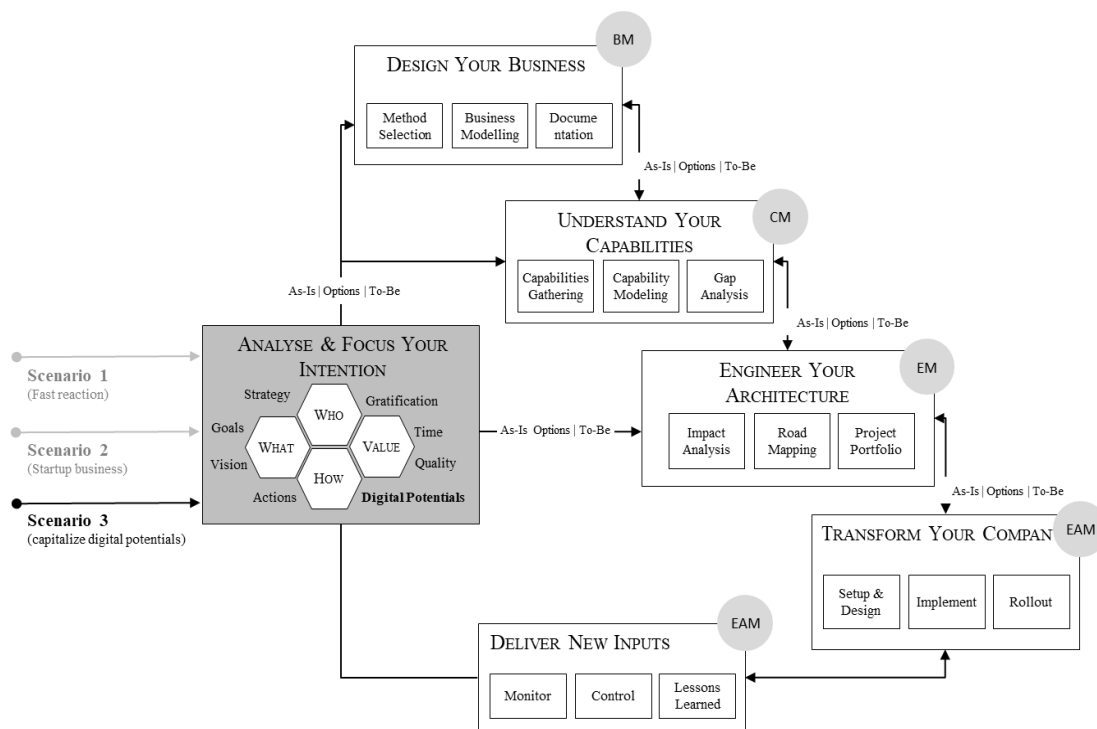 BM
DESIGN YOUR BUSINESS
Method
Selection
Business
Modelling
Docume
ntation
As-Is | Options | To-Be
CM
UNDERSTAND YOUR
CAPABILITIES
Capabilities
Gathering
Capability
Modeling
Gap
Analysis
As-Is | Options | To-Be
As-Is | Options | To-Be
EM
ENGINEER YOUR
ARCHITECTURE
Impact
Analysis
Road
Mapping
Project
Portfolio
ANALYSE & FOCUS YOUR
INTENTION
Strategy
Gratification
Goals
Time
Vision
Quality
Actions
Digital Potentials
WHO
WHAT
VALUE
HOW
Scenario 1
(Fast reaction)
Scenario 2
(Startup business)
Scenario 3
(capitalize digital potentials)
As-Is Options | To-Be
As-Is | Options | To-Be
EAM
TRANSFORM YOUR COMPAN
Setup &
Design
Implement
Rollout
EAM
DELIVER NEW INPUTS
Monitor
Control
Lessons
Learned